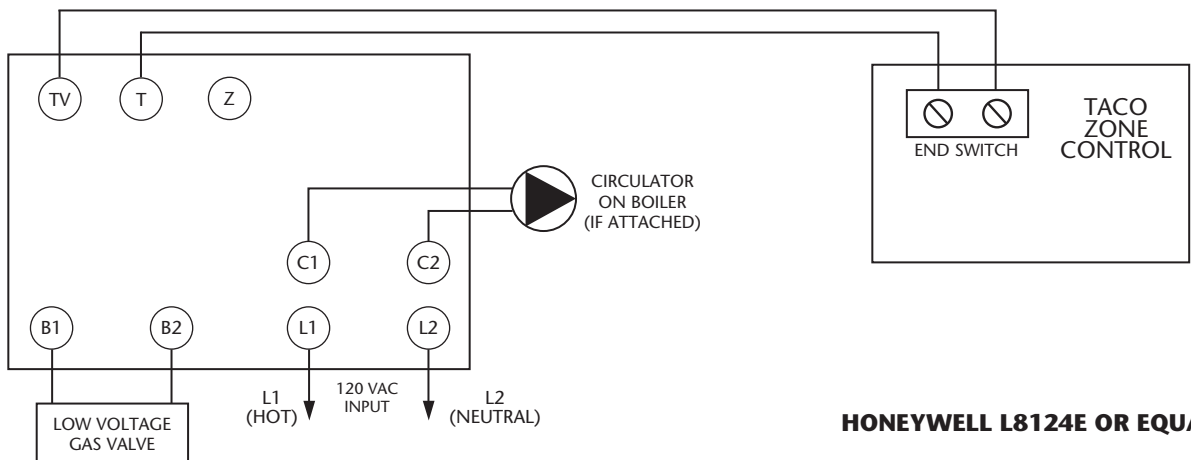 TV
T
Z
TACO
ZONE
CONTROL
END SWITCH
CIRCULATOR
ON BOILER
(IF ATTACHED)
C1
C2
B1
B2
L1
L2
L1
(HOT)
120 VAC
INPUT
L2
(NEUTRAL)
LOW VOLTAGE
GAS VALVE
HONEYWELL L8124E OR